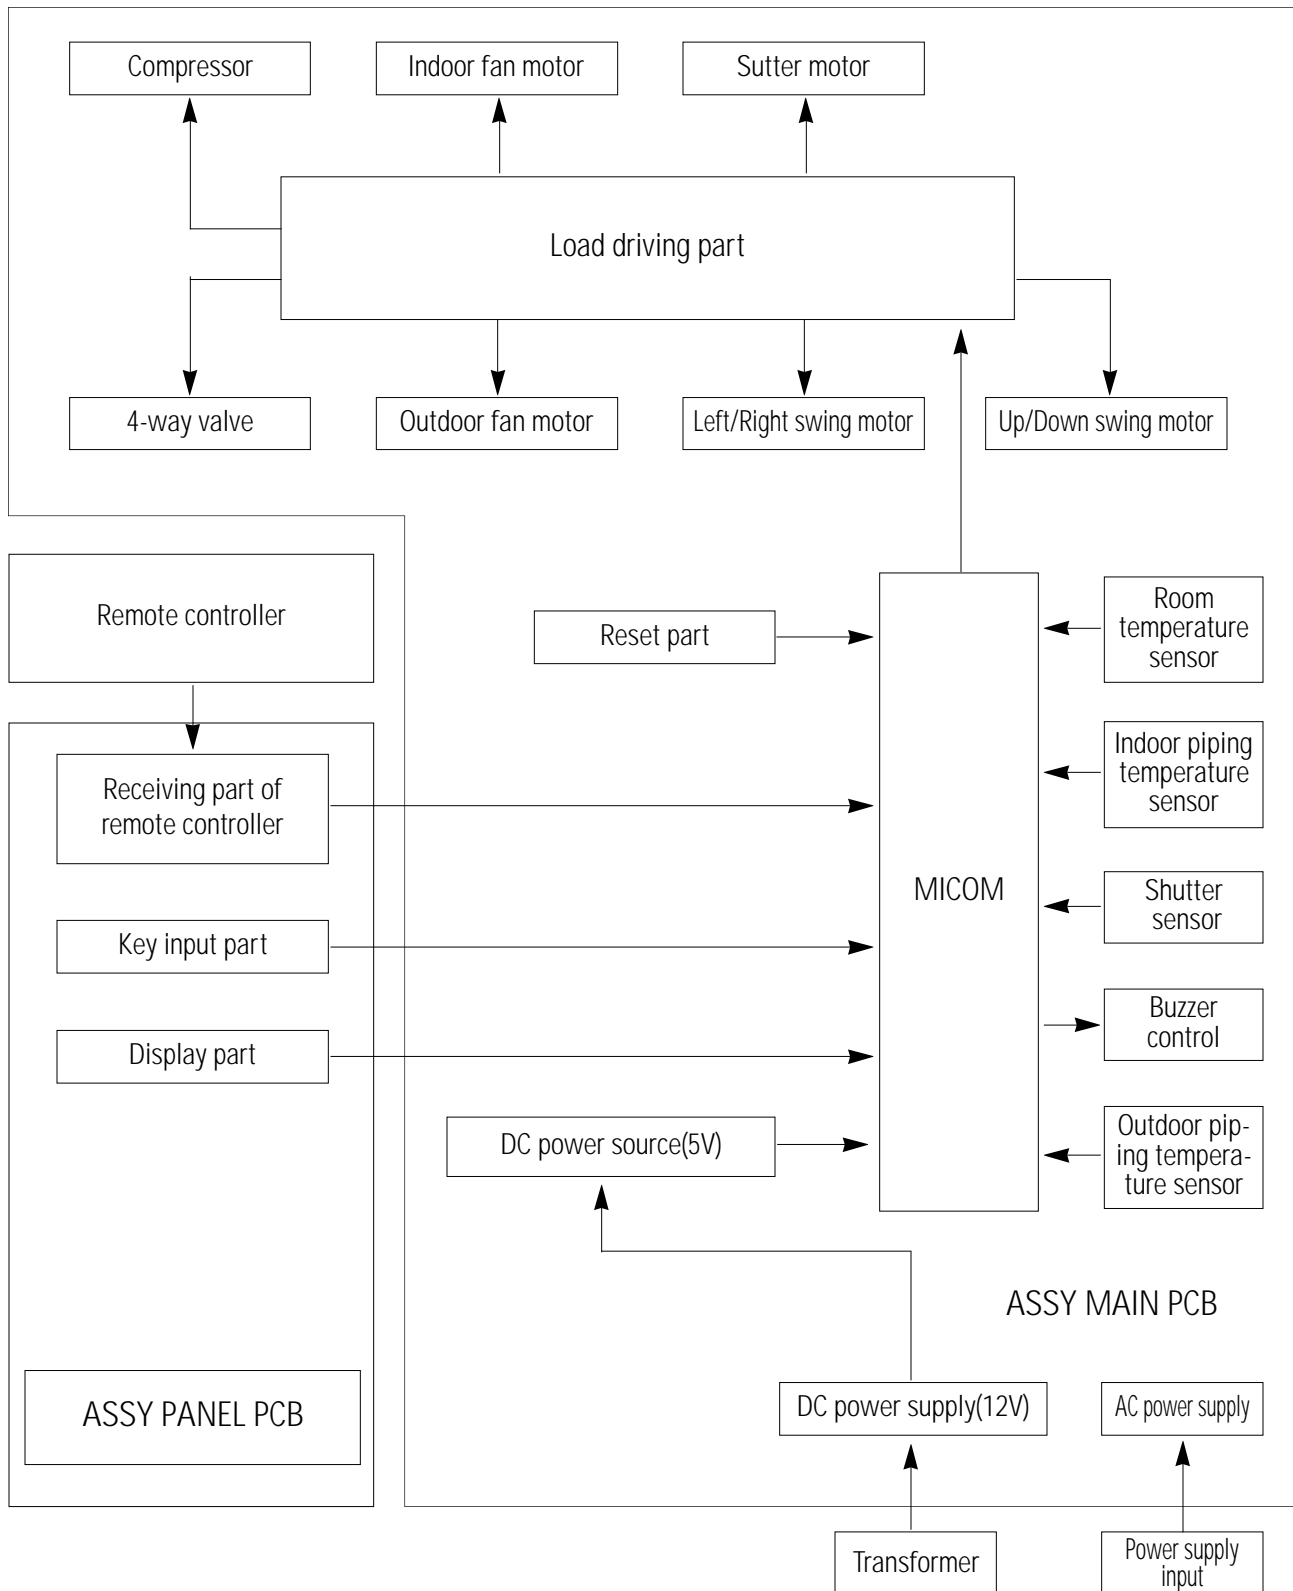 Compressor
Indoor fan motor
Sutter motor
Load driving part
4-way valve
Outdoor fan motor
Left/Right swing motor
Up/Down swing motor
Remote controller
Reset part
Room
temperature
sensor
Receiving part of
remote controller
Indoor piping
temperature
sensor
MICOM
Shutter
sensor
Key input part
Buzzer
control
Display part
DC power source(5V)
Outdoor pip-
ing tempera-
ture sensor
ASSY MAIN PCB
ASSY PANEL PCB
DC power supply(12V)
AC power supply
Transformer
Power supply
input